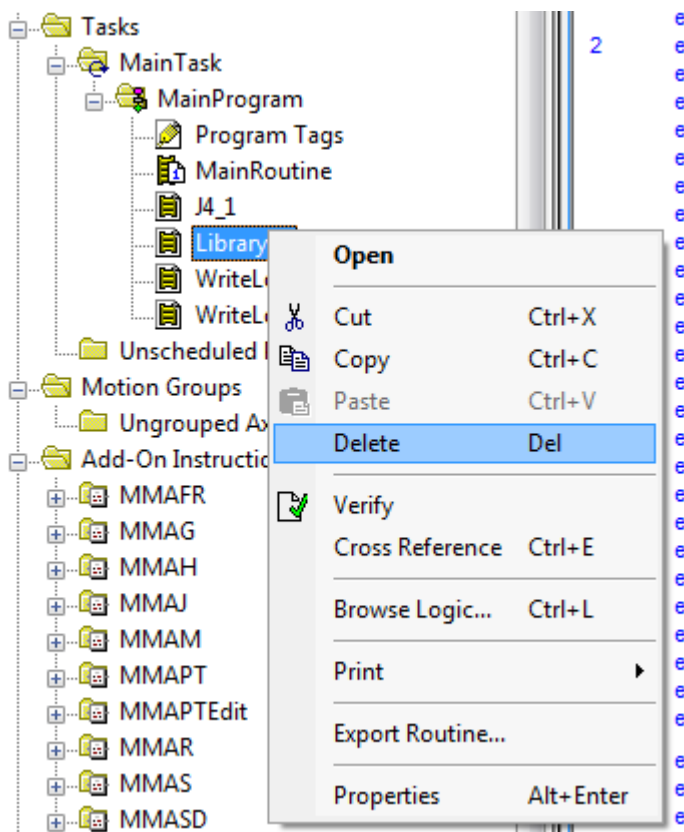 Tasks
2
MainTask
MainProgram
Program Tags
MainRoutine
J4_1
Library
Unscheduled
Motion Groups
Ungrouped
Add-On
MMAFR
MMAG
MMAH
MMAJ
MMAM
MMAPT
MMAPTEdit
MMAR
MMAS
MMASD
Open
Cut Ctrl+X
Copy Ctrl+C
Paste Ctrl+V
Delete Del
Verify
Cross Reference Ctrl+E
Browse Logic... Ctrl+L
Print
Export Routine...
Properties Alt+Enter